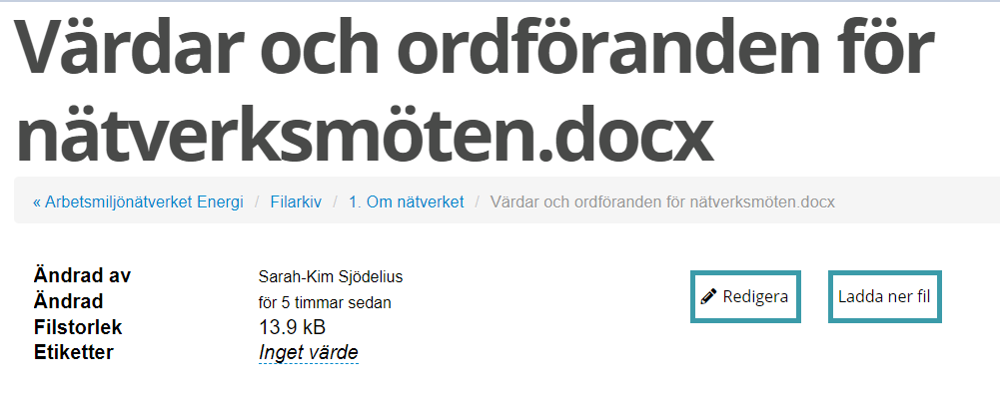 Värdar och ordföranden för
nätverksmöten.docx
« Arbetsmiljönätverket Energi / Filarkiv / 1. Om nätverket / Värdar och ordföranden för nätverksmöten.docx
Ändrad av Sarah-Kim Sjödelius
Ändrad för 5 timmar sedan
Filstorlek 13.9 kB
Etiketter Inget värde
Redigera Ladda ner fil